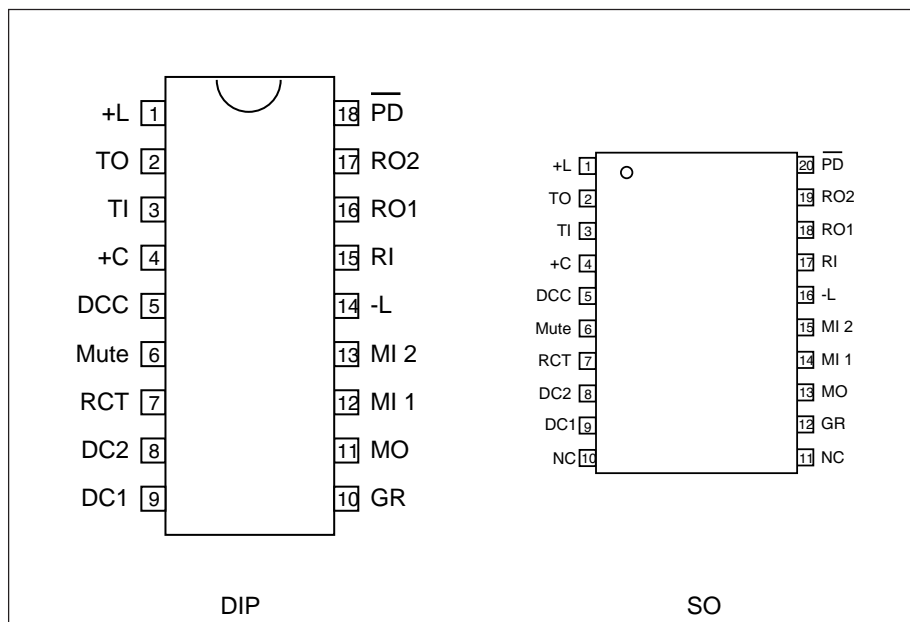 +L 1 18 P̅D̅
TO 2 17 RO2
TI 3 16 RO1
+C 4 15 RI
DCC 5 14 -L
Mute 6 13 MI 2
RCT 7 12 MI 1
DC2 8 11 MO
DC1 9 10 GR
DIP
+L 1 20 P̅D̅
TO 2 19 RO2
TI 3 18 RO1
+C 4 17 RI
DCC 5 16 -L
Mute 6 15 MI 2
RCT 7 14 MI 1
DC2 8 13 MO
DC1 9 12 GR
NC 10 11 NC
SO